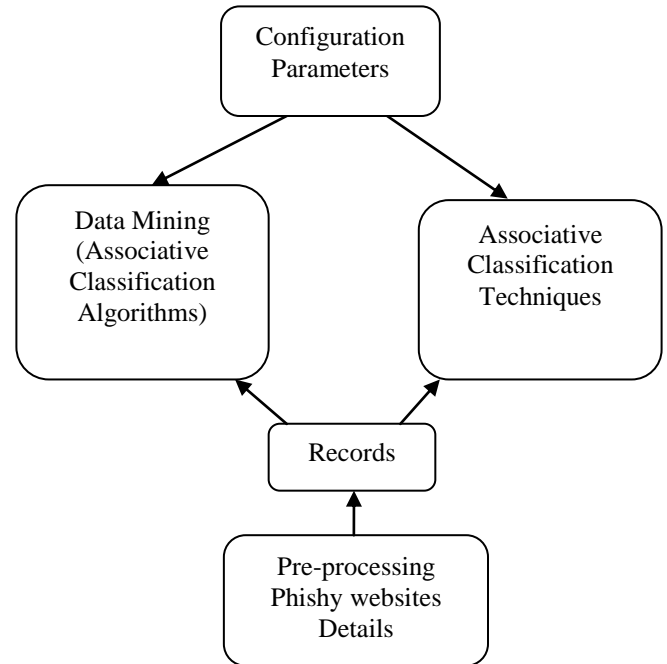 Configuration
Parameters
Data Mining
(Associative
Classification
Algorithms)
Associative
Classification
Techniques
Records
Pre-processing
Phishy websites
Details